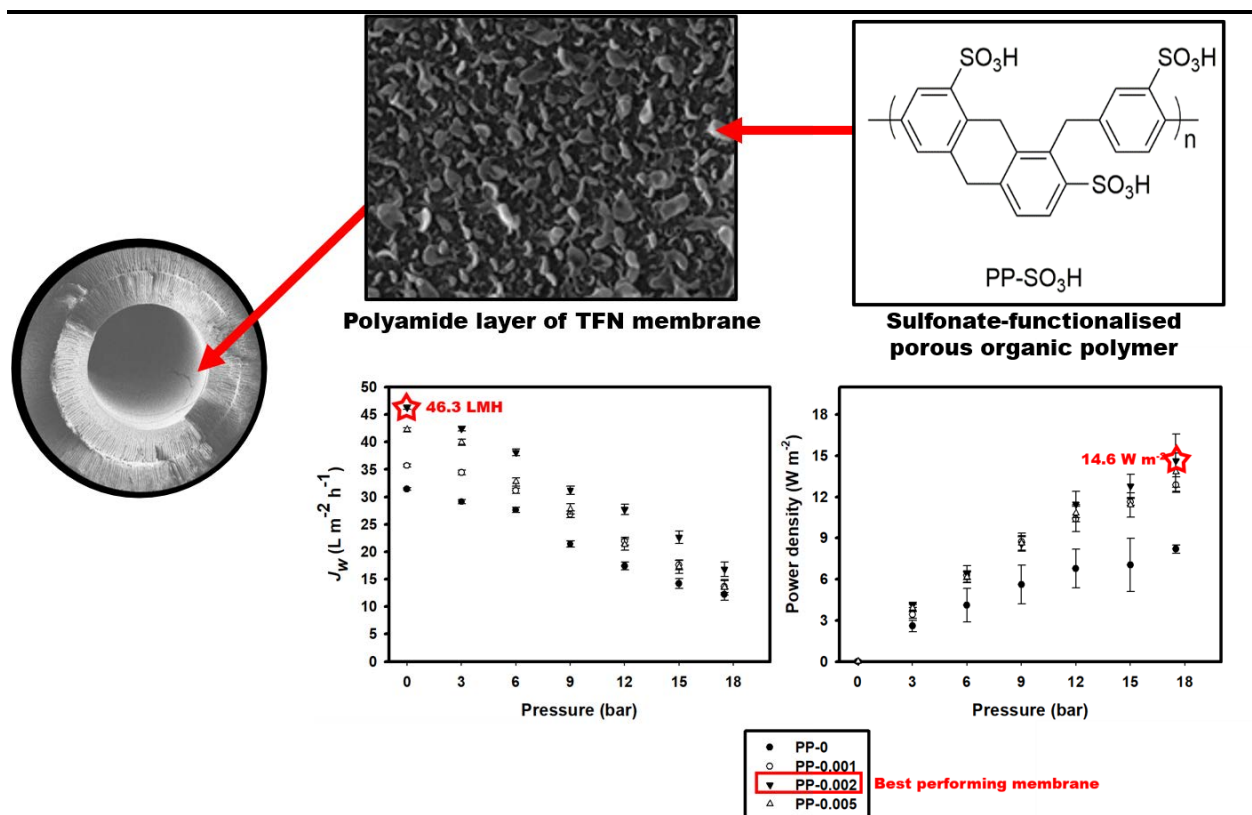 SO₃H
SO₃H
SO₃H
n
PP-SO₃H
Polyamide layer of TFN membrane
Sulfonate-functionalised
porous organic polymer
50
45
40
35
30
25
20
15
10
5
0
J_w (L m⁻² h⁻¹)
46.3 LMH
0 3 6 9 12 15 18
Pressure (bar)
18
15
12
9
6
3
0
Power density (W m⁻²)
14.6 W m⁻²
0 3 6 9 12 15 18
Pressure (bar)
PP-0
PP-0.001
PP-0.002 Best performing membrane
PP-0.005